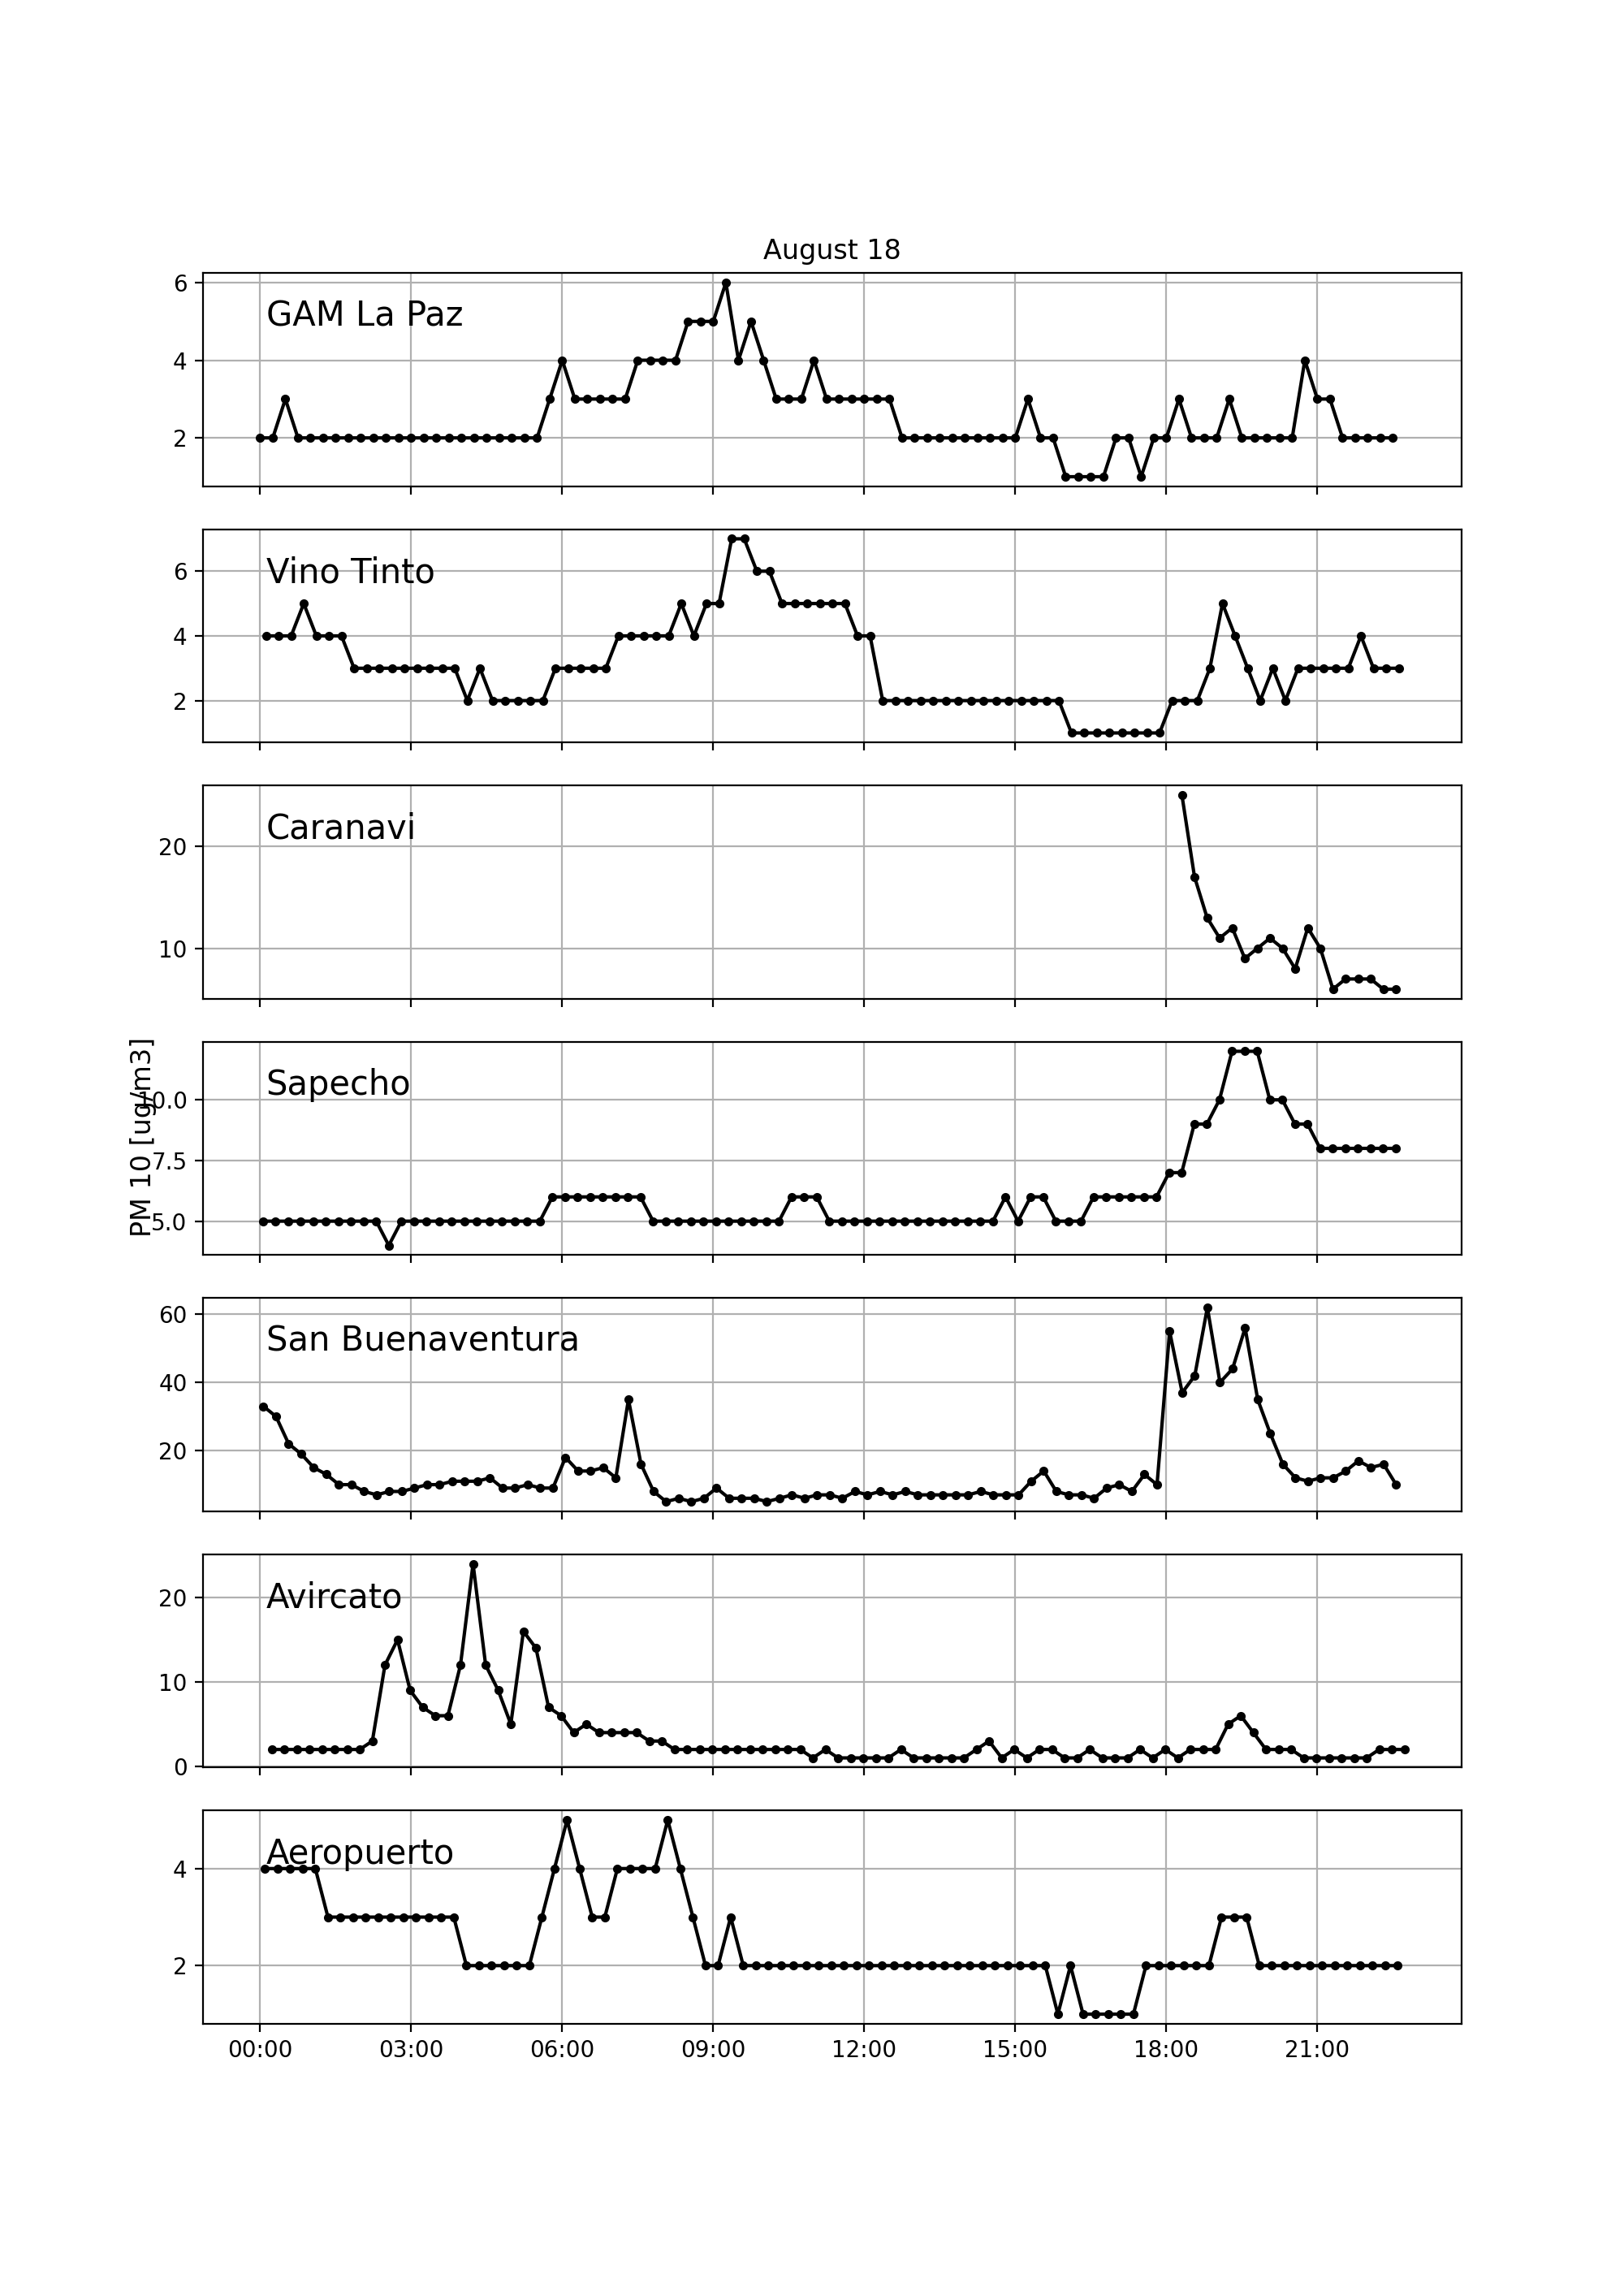 August 18
6
GAM La Paz
4
2
6
Vino Tinto
4
2
Caranavi
20
10
PM 10 [ug/m3]
Sapecho
10.0
7.5
5.0
60
San Buenaventura
40
20
20
Avircato
10
0
Aeropuerto
4
2
00:00 03:00 06:00 09:00 12:00 15:00 18:00 21:00